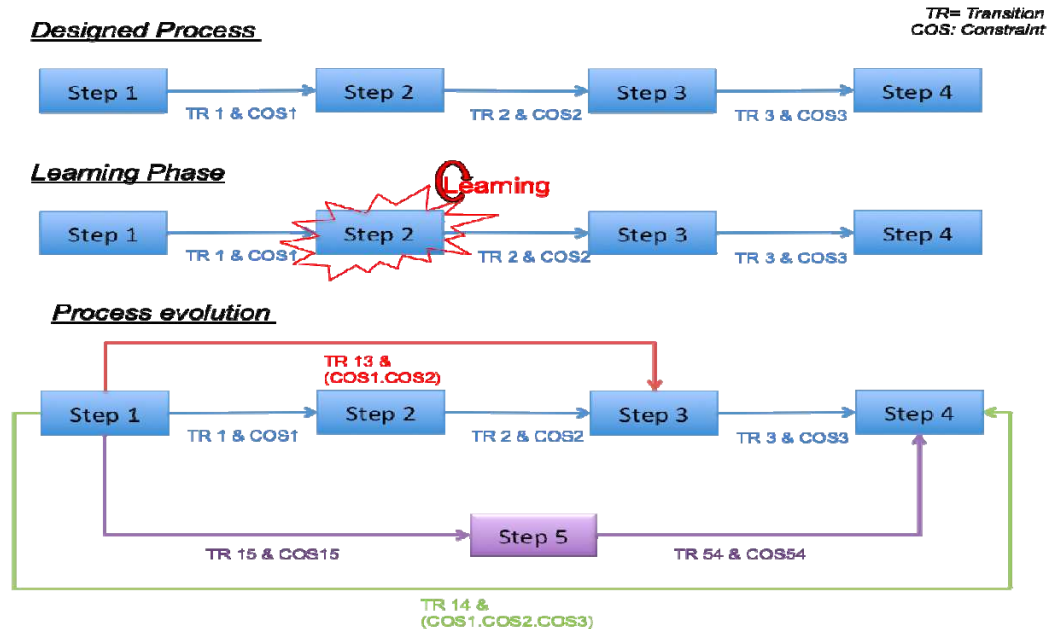 TR= Transition
COS: Constraint
Designed Process
Step 1
Step 2
Step 3
Step 4
TR 1 & COS1
TR 2 & COS2
TR 3 & COS3
Learning Phase
Learning
Step 1
Step 2
Step 3
Step 4
TR 1 & COS1
TR 2 & COS2
TR 3 & COS3
Process evolution
TR 13 &
(COS1.COS2)
Step 1
Step 2
Step 3
Step 4
TR 1 & COS1
TR 2 & COS2
TR 3 & COS3
Step 5
TR 15 & COS15
TR 54 & COS54
TR 14 &
(COS1.COS2.COS3)